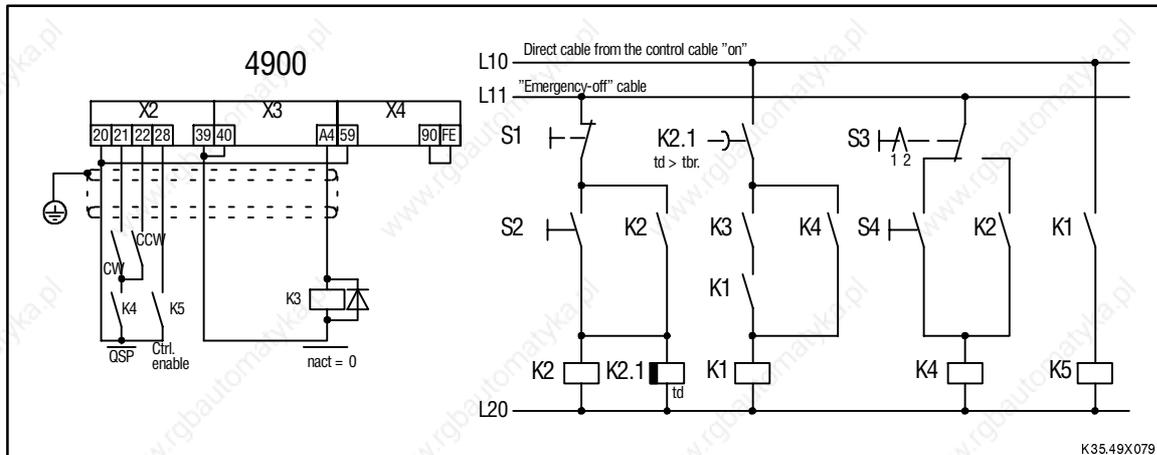 4900
X2 X3 X4
20 21 22 28 39 40 A4 59 90 FE
CCW
CW
K4 K5
QSP
Ctrl.
enable
K3
nact = 0
L10 Direct cable from the control cable "on"
L11 "Emergency-off" cable
S1 K2.1 S3
td > tbr.
1 2
S2 K2 K3 K4 S4 K2 K1
K1
K2 K2.1 K1 K4 K5
td
L20
K35.49X079
www.rgbautomatyka.pl